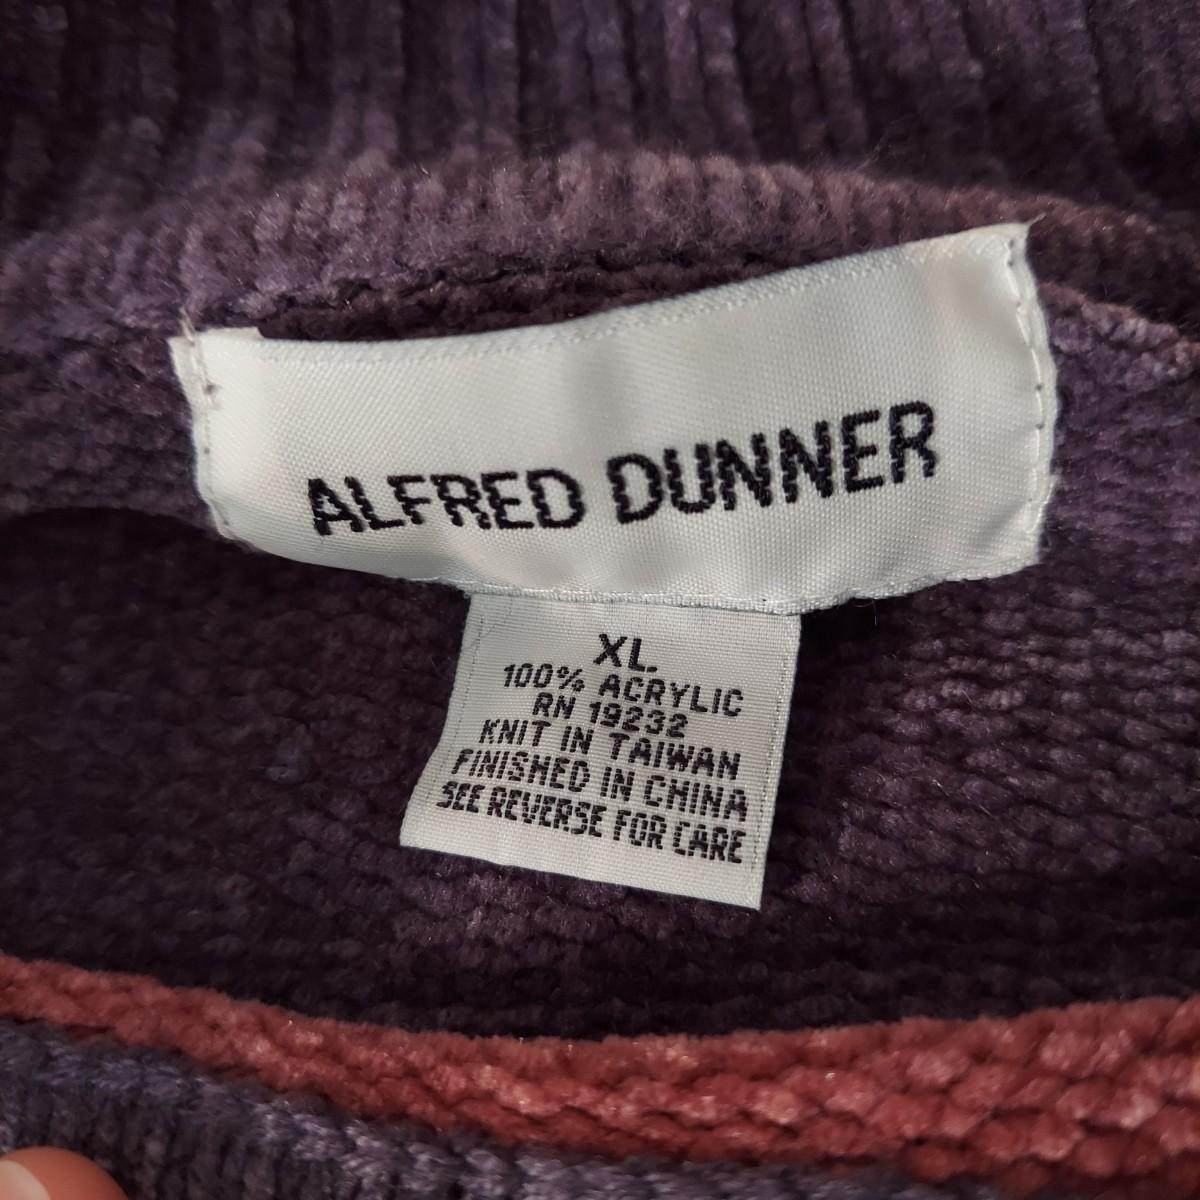 ALFRED DUNNER
XL.
100% ACRYLIC
RN 19232
KNIT IN TAIWAN
FINISHED IN CHINA
SEE REVERSE FOR CARE